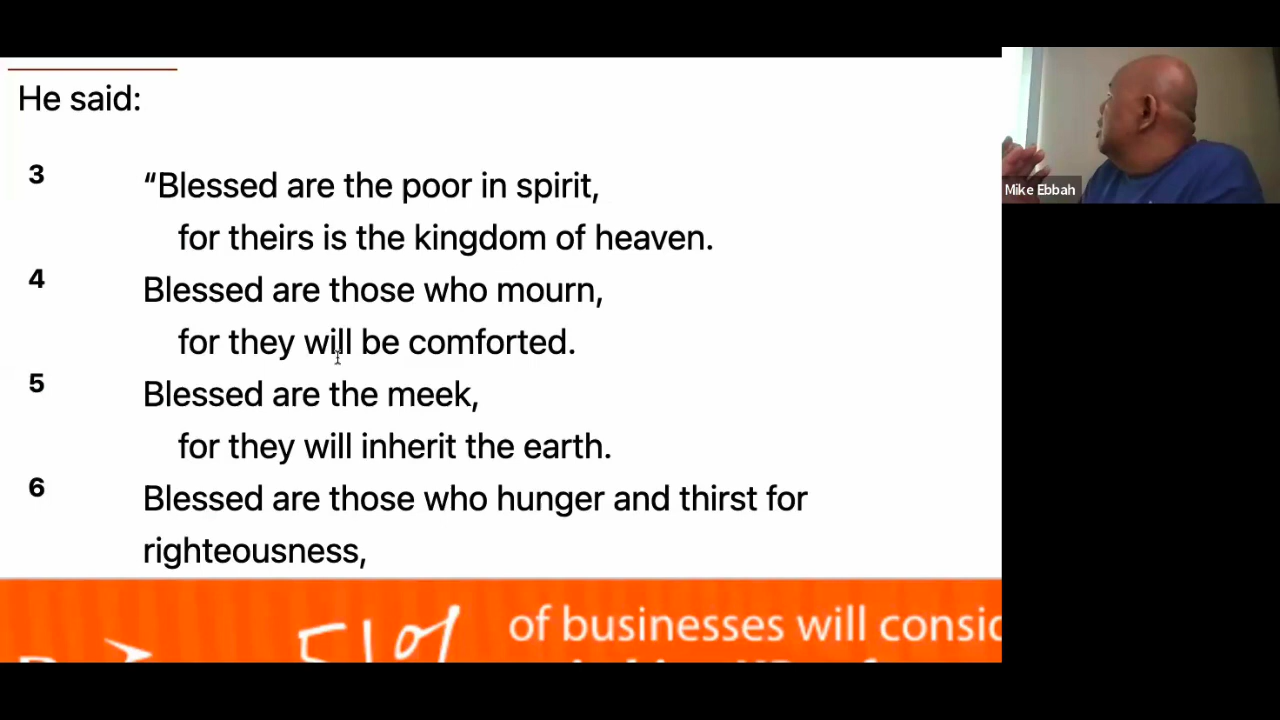 He said:
3 “Blessed are the poor in spirit,
for theirs is the kingdom of heaven.
4 Blessed are those who mourn,
for they will be comforted.
5 Blessed are the meek,
for they will inherit the earth.
6 Blessed are those who hunger and thirst for
righteousness,
Mike Ebbah
51% of businesses will consid